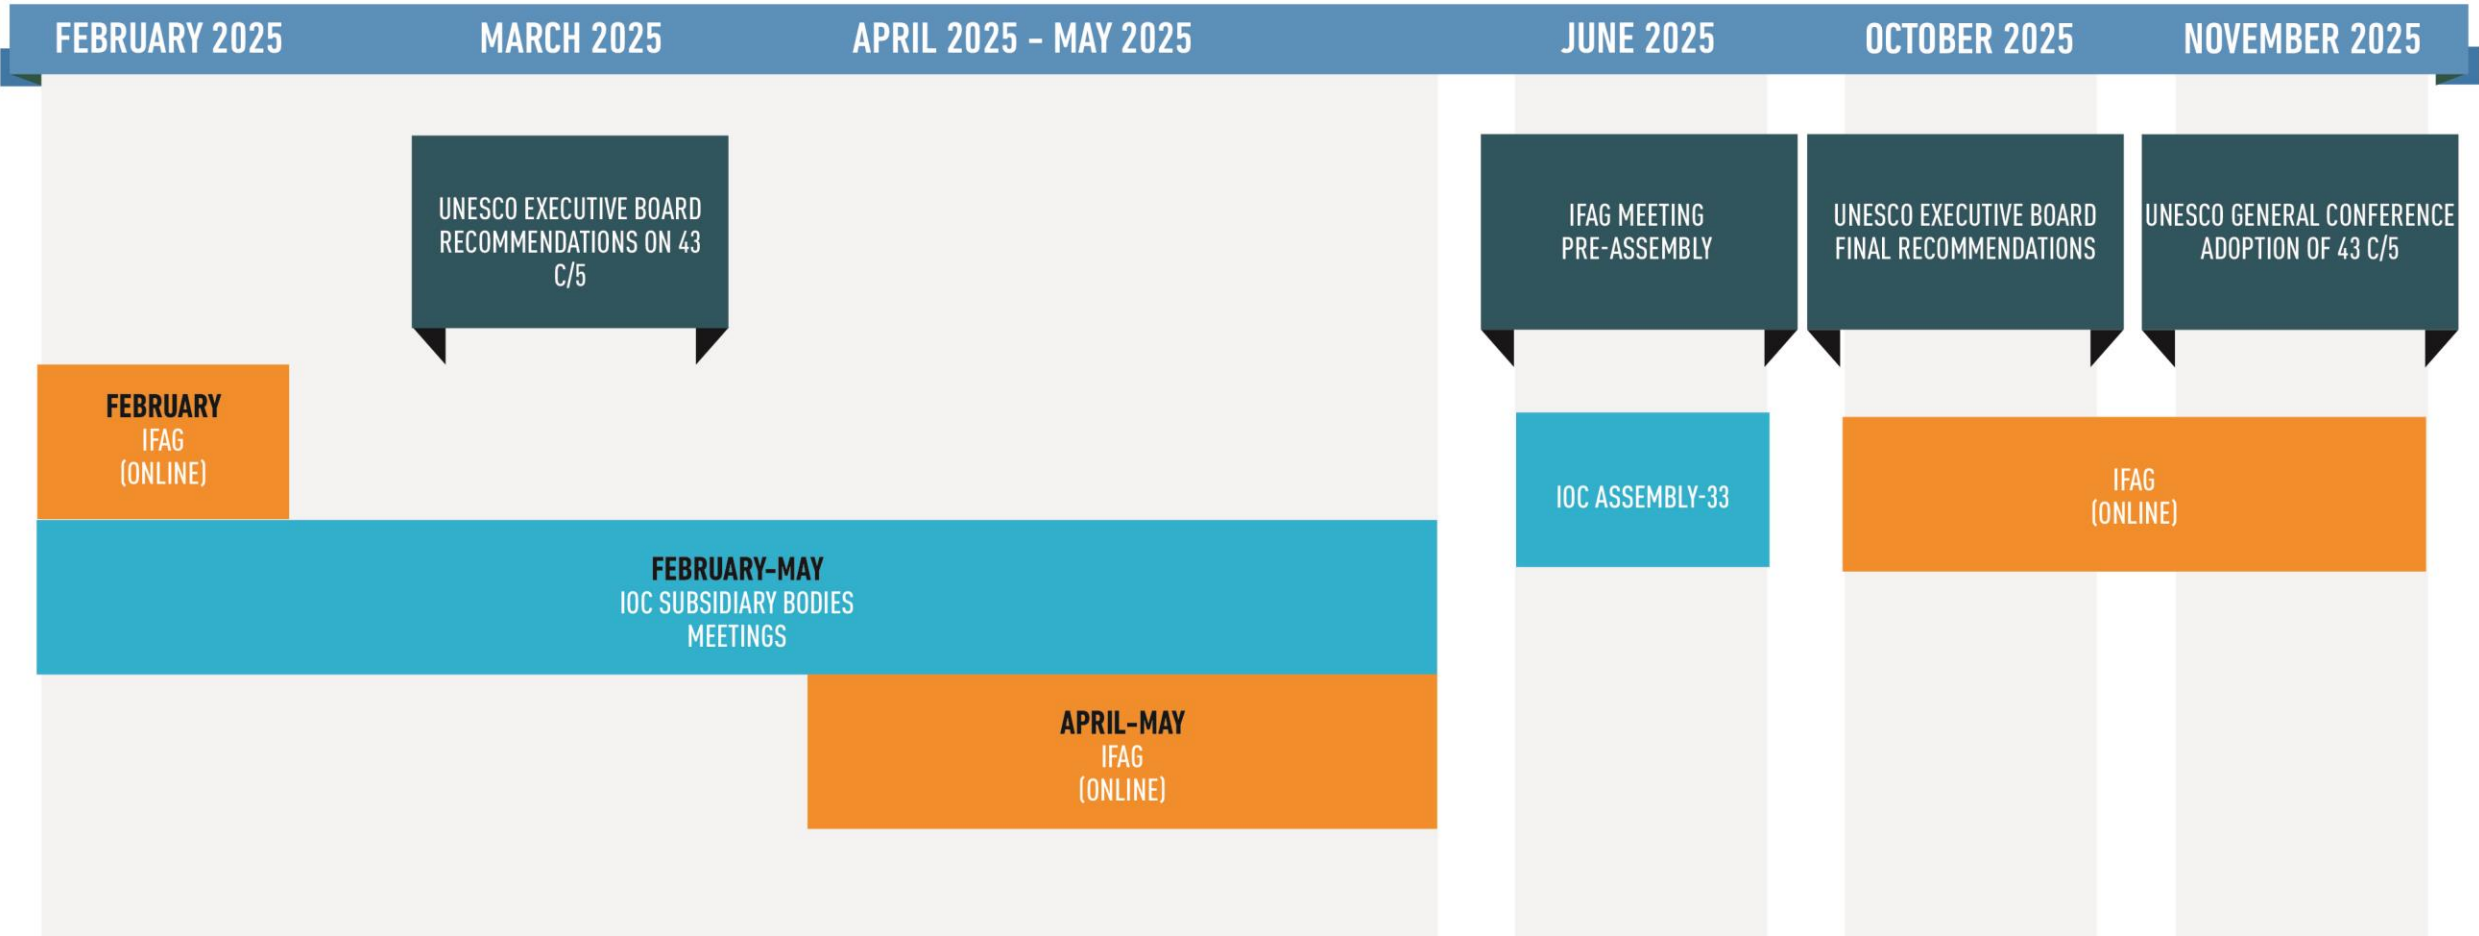 FEBRUARY 2025
MARCH 2025
APRIL 2025 – MAY 2025
JUNE 2025
OCTOBER 2025
NOVEMBER 2025
UNESCO EXECUTIVE BOARD
RECOMMENDATIONS ON 43
C/5
IFAG MEETING
PRE-ASSEMBLY
UNESCO EXECUTIVE BOARD
FINAL RECOMMENDATIONS
UNESCO GENERAL CONFERENCE
ADOPTION OF 43 C/5
FEBRUARY
IFAG
(ONLINE)
IOC ASSEMBLY-33
IFAG
(ONLINE)
FEBRUARY-MAY
IOC SUBSIDIARY BODIES
MEETINGS
APRIL-MAY
IFAG
(ONLINE)